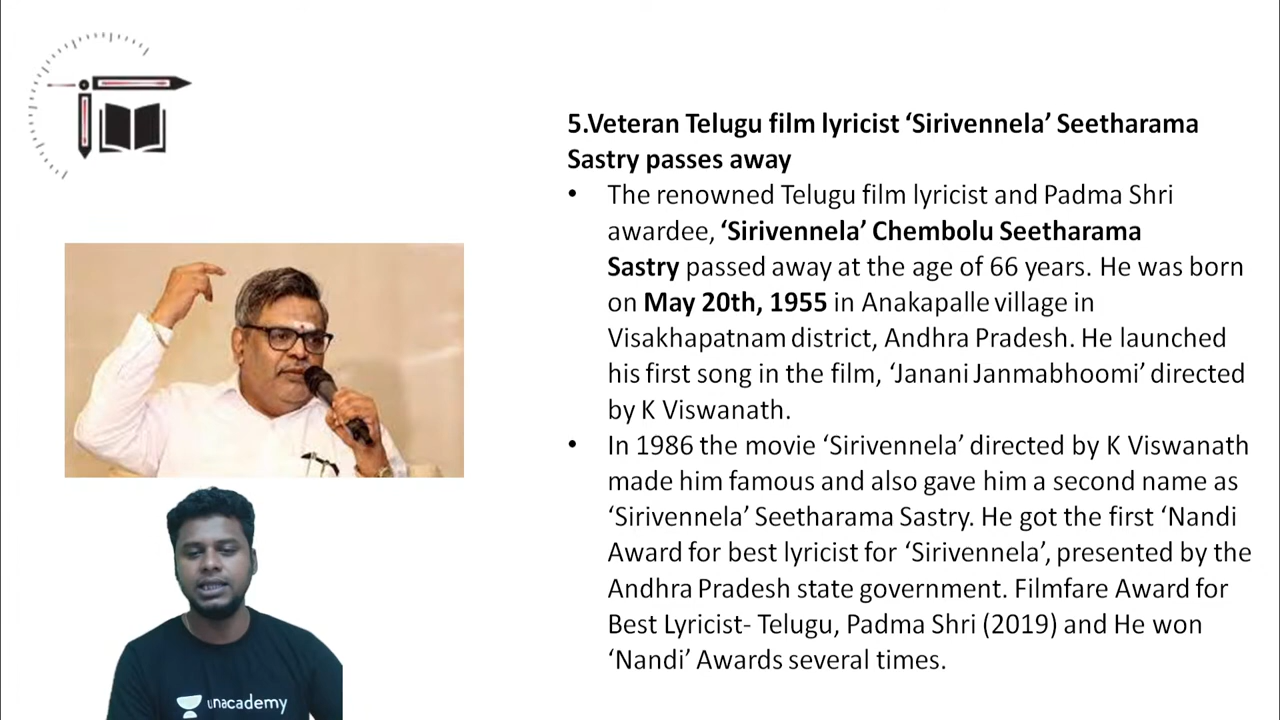 5.Veteran Telugu film lyricist ‘Sirivennela’ Seetharama
Sastry passes away
• The renowned Telugu film lyricist and Padma Shri
awardee, ‘Sirivennela’ Chembolu Seetharama
Sastry passed away at the age of 66 years. He was born
on May 20th, 1955 in Anakapalle village in
Visakhapatnam district, Andhra Pradesh. He launched
his first song in the film, ‘Janani Janmabhoomi’ directed
by K Viswanath.
• In 1986 the movie ‘Sirivennela’ directed by K Viswanath
made him famous and also gave him a second name as
‘Sirivennela’ Seetharama Sastry. He got the first ‘Nandi
Award for best lyricist for ‘Sirivennela’, presented by the
Andhra Pradesh state government. Filmfare Award for
Best Lyricist- Telugu, Padma Shri (2019) and He won
‘Nandi’ Awards several times.
unacademy